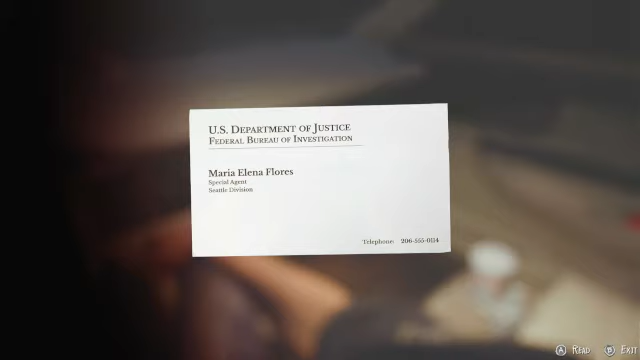 U.S. DEPARTMENT OF JUSTICE
FEDERAL BUREAU OF INVESTIGATION
Maria Elena Flores
Special Agent
Seattle Division
Telephone: 206-555-0114
A READ B EXIT